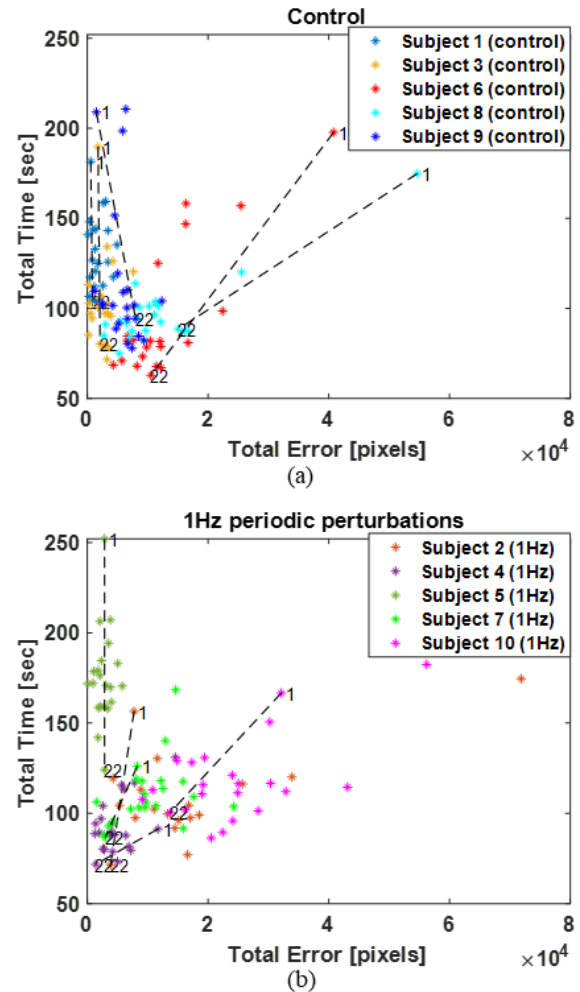 Control
250
200
150
100
50
Total Time [sec]
Subject 1 (control)
Subject 3 (control)
Subject 6 (control)
Subject 8 (control)
Subject 9 (control)
1
1
1
1
1
22
22
22
22
22
0
2
4
6
8
Total Error [pixels]
×10⁴
(a)
1Hz periodic perturbations
250
200
150
100
50
Total Time [sec]
Subject 2 (1Hz)
Subject 4 (1Hz)
Subject 5 (1Hz)
Subject 7 (1Hz)
Subject 10 (1Hz)
1
1
1
1
1
22
22
22
22
22
0
2
4
6
8
Total Error [pixels]
×10⁴
(b)